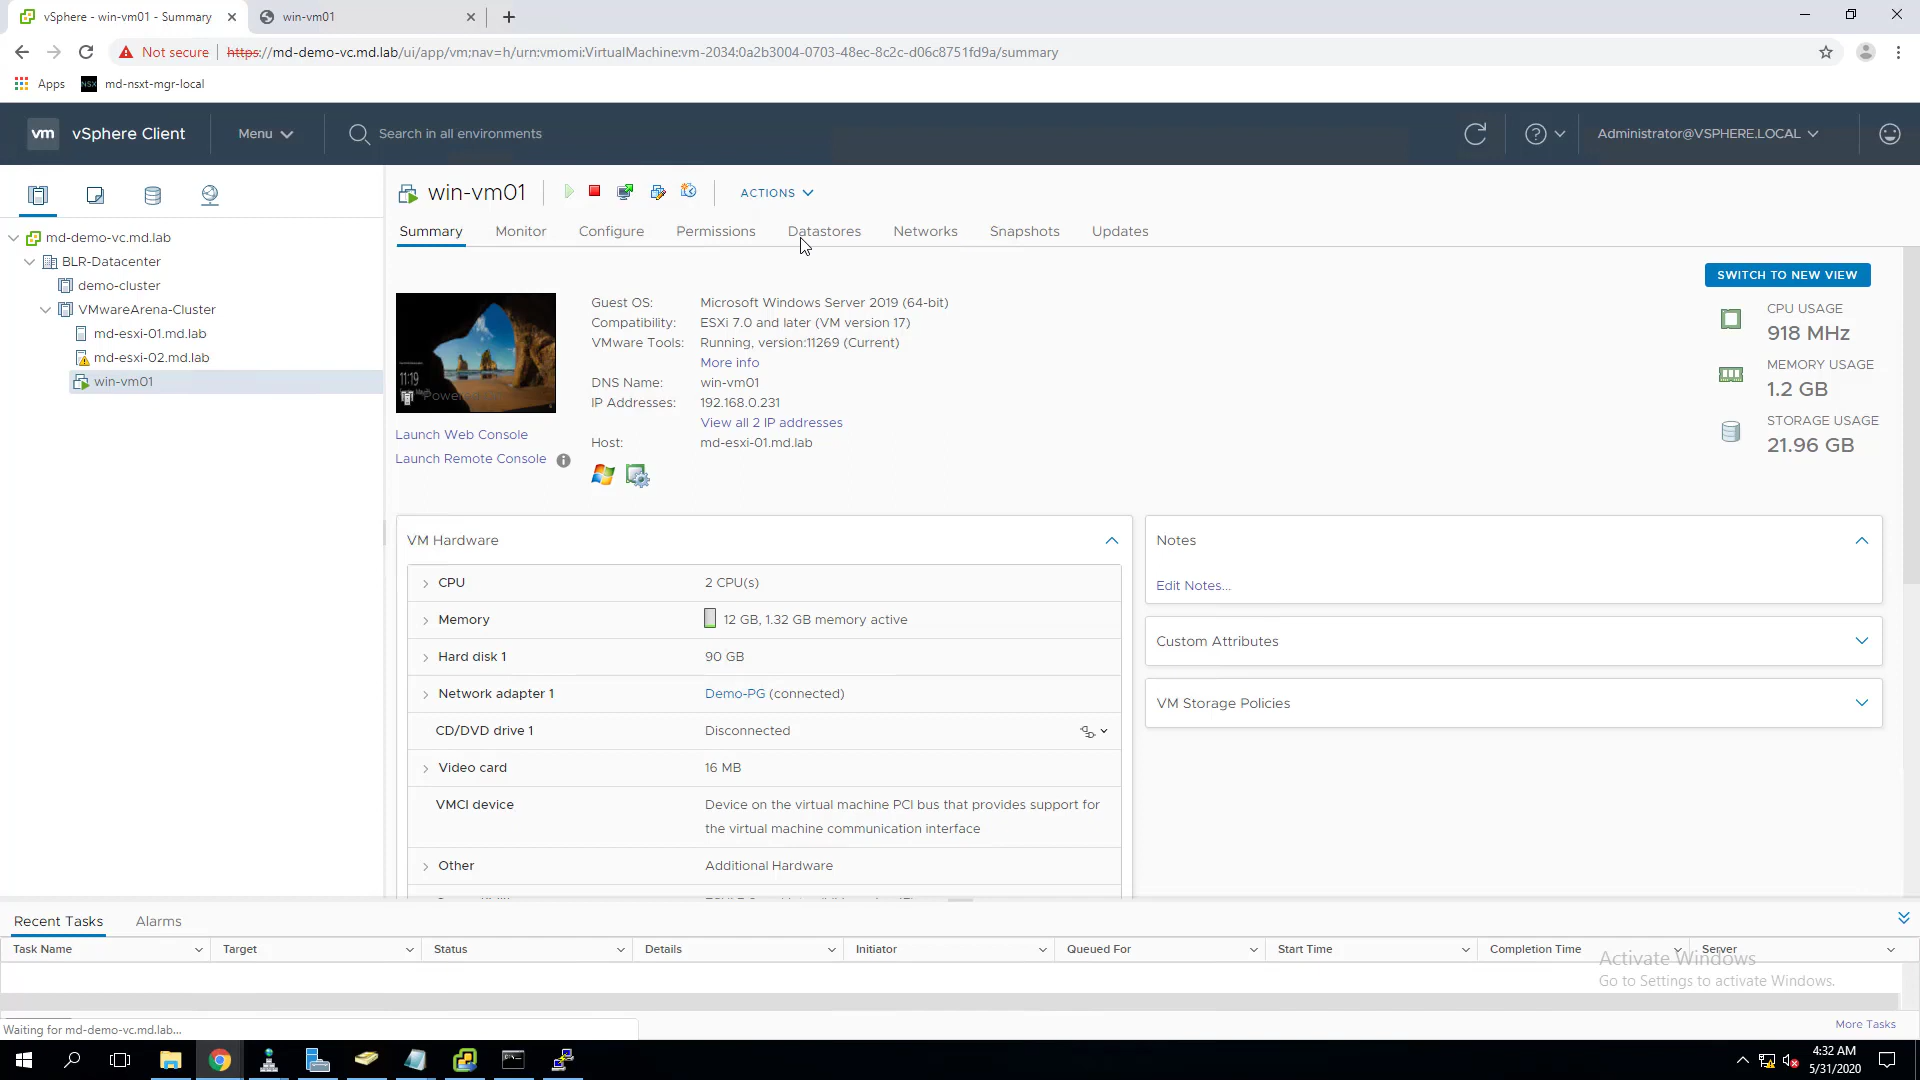 vSphere - win-vm01 - Summary
win-vm01
Not secure
https://md-demo-vc.md.lab/ui/app/vm;nav=h/urn:vmomi:VirtualMachine:vm-2034:0a2b3004-0703-48ec-8c2c-d06c8751fd9a/summary
Apps
NSX
md-nsxt-mgr-local
vm
vSphere Client
Menu
Search in all environments
Administrator@VSPHERE.LOCAL
md-demo-vc.md.lab
BLR-Datacenter
demo-cluster
VMwareArena-Cluster
md-esxi-01.md.lab
md-esxi-02.md.lab
win-vm01
win-vm01
ACTIONS
Summary
Monitor
Configure
Permissions
Datastores
Networks
Snapshots
Updates
SWITCH TO NEW VIEW
11:19
Launch Web Console
Launch Remote Console
Guest OS: Microsoft Windows Server 2019 (64-bit)
Compatibility: ESXi 7.0 and later (VM version 17)
VMware Tools: Running, version:11269 (Current)
More info
DNS Name: win-vm01
IP Addresses: 192.168.0.231
View all 2 IP addresses
Host: md-esxi-01.md.lab
CPU USAGE
918 MHz
MEMORY USAGE
1.2 GB
STORAGE USAGE
21.96 GB
VM Hardware
CPU 2 CPU(s)
Memory 12 GB, 1.32 GB memory active
Hard disk 1 90 GB
Network adapter 1 Demo-PG (connected)
CD/DVD drive 1 Disconnected
Video card 16 MB
VMCI device Device on the virtual machine PCI bus that provides support for
the virtual machine communication interface
Other Additional Hardware
Notes
Edit Notes...
Custom Attributes
VM Storage Policies
Recent Tasks
Alarms
Task Name
Target
Status
Details
Initiator
Queued For
Start Time
Completion Time
Server
Activate Windows
Go to Settings to activate Windows.
Waiting for md-demo-vc.md.lab...
More Tasks
4:32 AM
5/31/2020